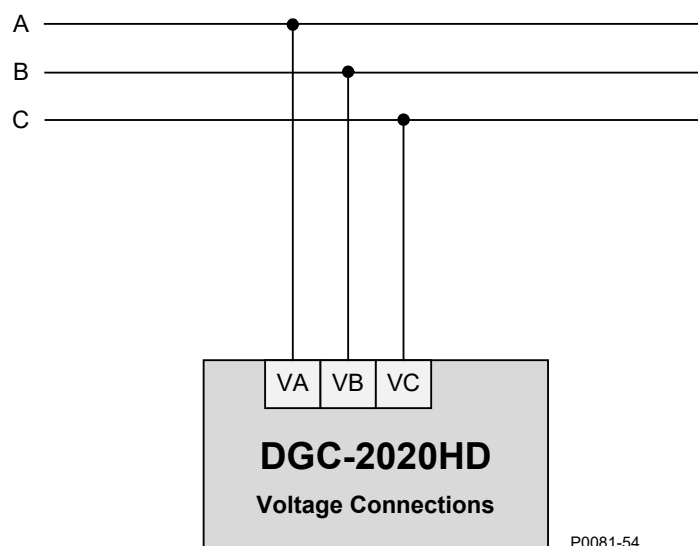 A
B
C
VA VB VC
DGC-2020HD
Voltage Connections
P0081-54